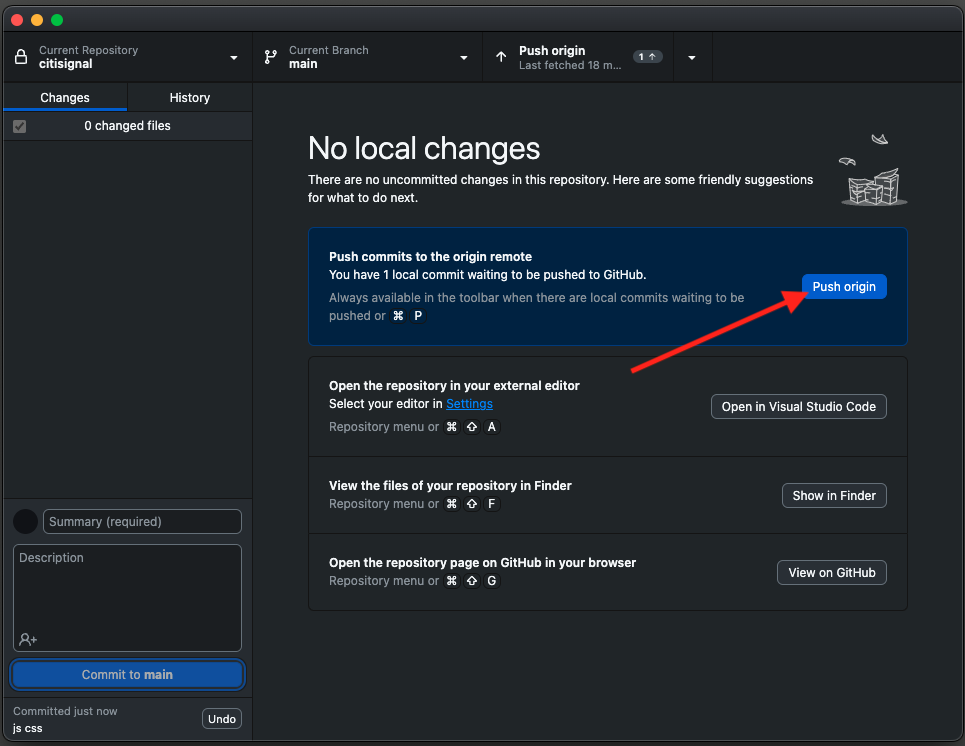 Current Repository
citisignal
Current Branch
main
Push origin
Last fetched 18 m...
1 ↑
Changes
History
0 changed files
No local changes
There are no uncommitted changes in this repository. Here are some friendly suggestions
for what to do next.
Push commits to the origin remote
You have 1 local commit waiting to be pushed to GitHub.
Always available in the toolbar when there are local commits waiting to be
pushed or ⌘ P
Push origin
Open the repository in your external editor
Select your editor in Settings
Repository menu or ⌘ ⇧ A
Open in Visual Studio Code
View the files of your repository in Finder
Repository menu or ⌘ ⇧ F
Show in Finder
Open the repository page on GitHub in your browser
Repository menu or ⌘ ⇧ G
View on GitHub
Summary (required)
Description
Commit to main
Committed just now
js css
Undo